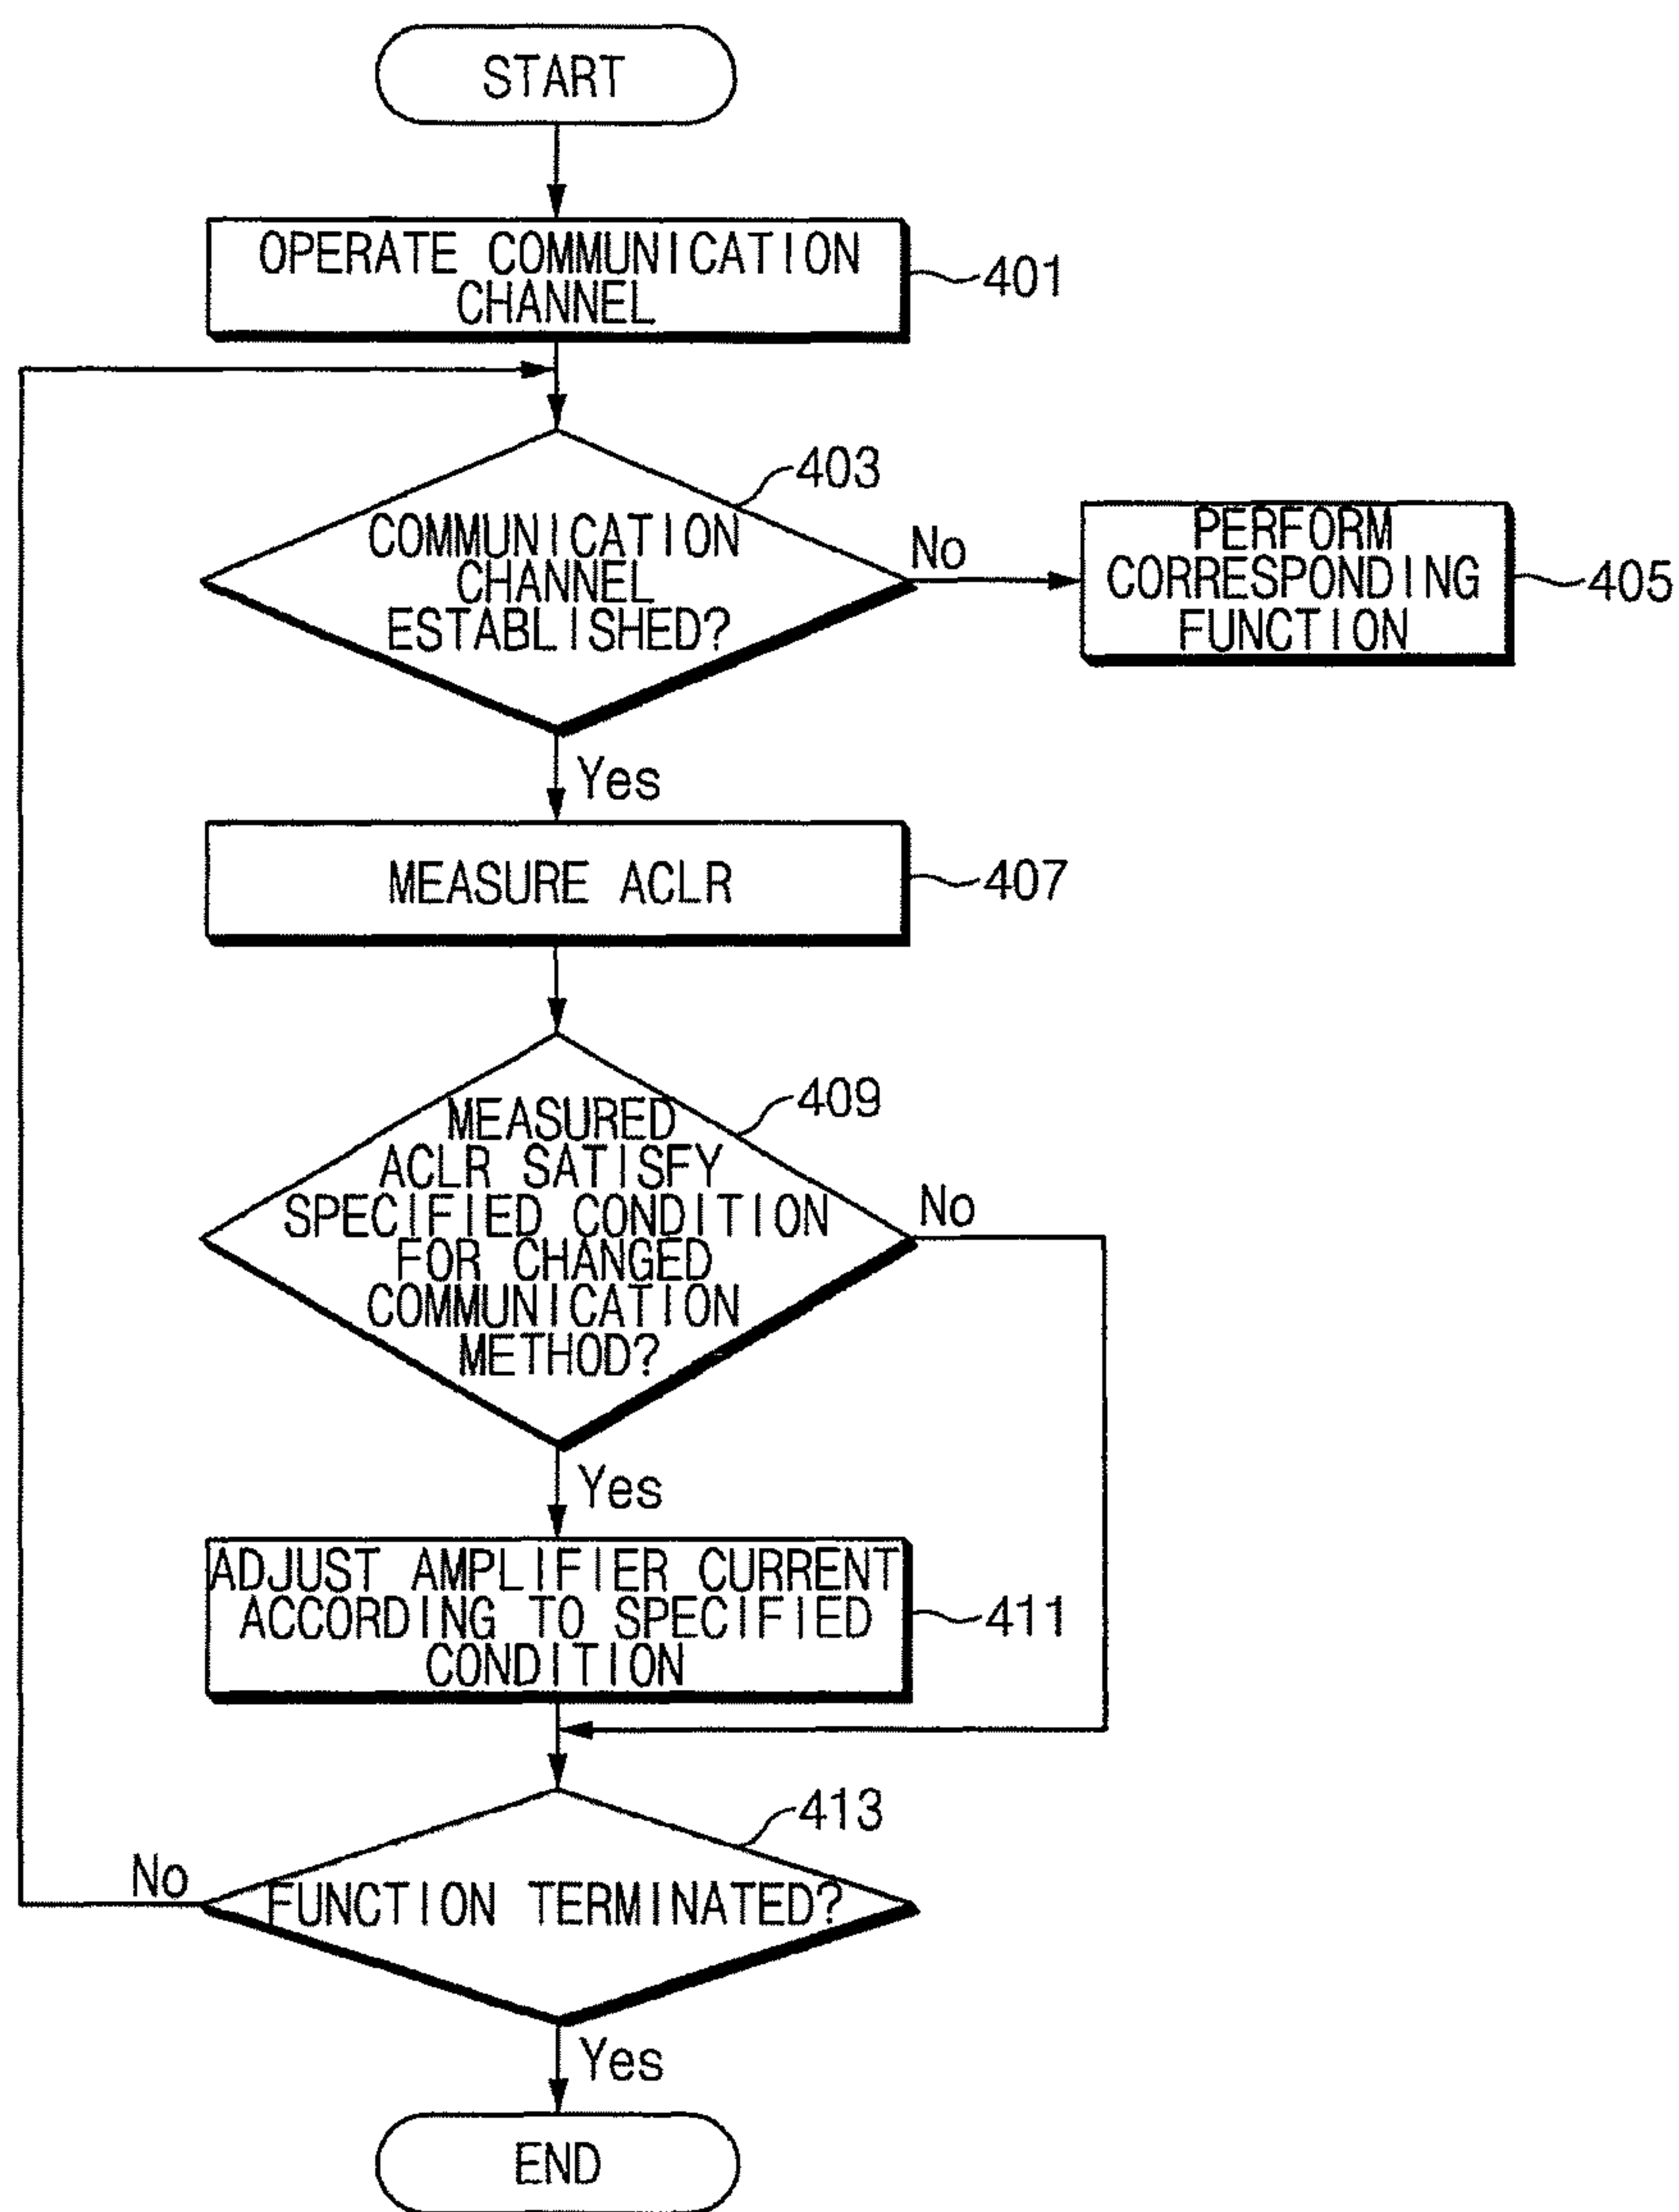 START
OPERATE COMMUNICATION
CHANNEL
401
403
COMMUNICATION
CHANNEL
ESTABLISHED?
No
PERFORM
CORRESPONDING
FUNCTION
405
Yes
MEASURE ACLR
407
409
MEASURED
ACLR SATISFY
SPECIFIED CONDITION
FOR CHANGED
COMMUNICATION
METHOD?
No
Yes
ADJUST AMPLIFIER CURRENT
ACCORDING TO SPECIFIED
CONDITION
411
413
No
FUNCTION TERMINATED?
Yes
END